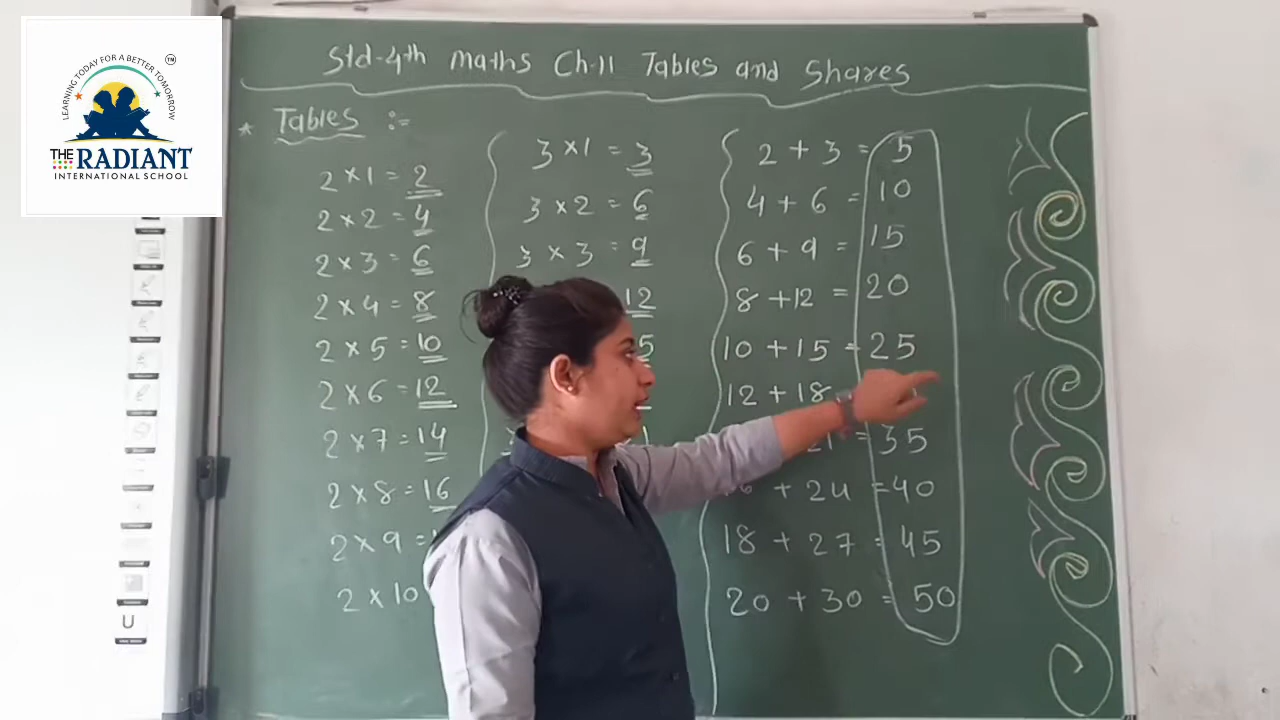 LEARNING TODAY FOR A BETTER TOMORROW
TM
THE RADIANT
INTERNATIONAL SCHOOL
Std-4th Maths Ch-11 Tables and Shares
* Tables :-
2 × 1 = 2
2 × 2 = 4
2 × 3 = 6
2 × 4 = 8
2 × 5 = 10
2 × 6 = 12
2 × 7 = 14
2 × 8 = 16
2 × 9 =
2 × 10
3 × 1 = 3
3 × 2 = 6
3 × 3 = 9
12
5
2 + 3 = 5
4 + 6 = 10
6 + 9 = 15
8 + 12 = 20
10 + 15 = 25
12 + 18
21 = 35
+ 24 = 40
18 + 27 = 45
20 + 30 = 50
U